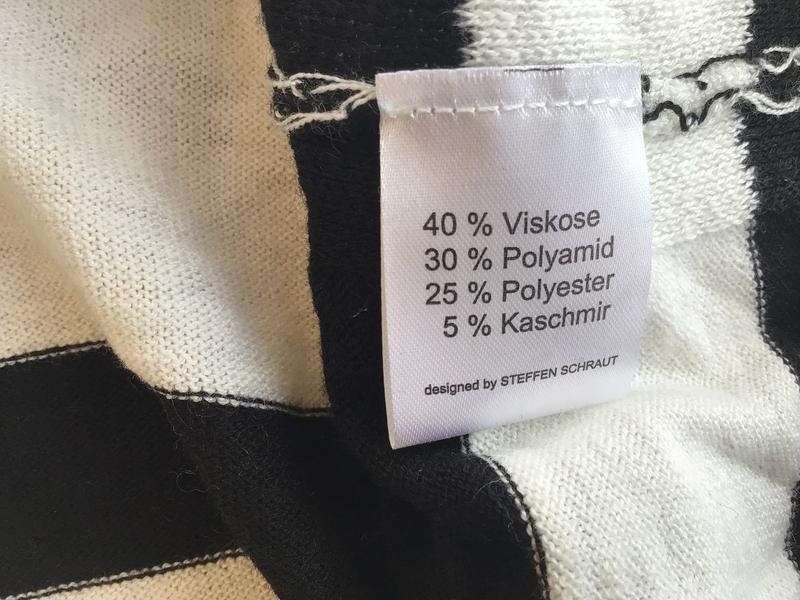 40 % Viskose
30 % Polyamid
25 % Polyester
5 % Kaschmir
designed by STEFFEN SCHRAUT